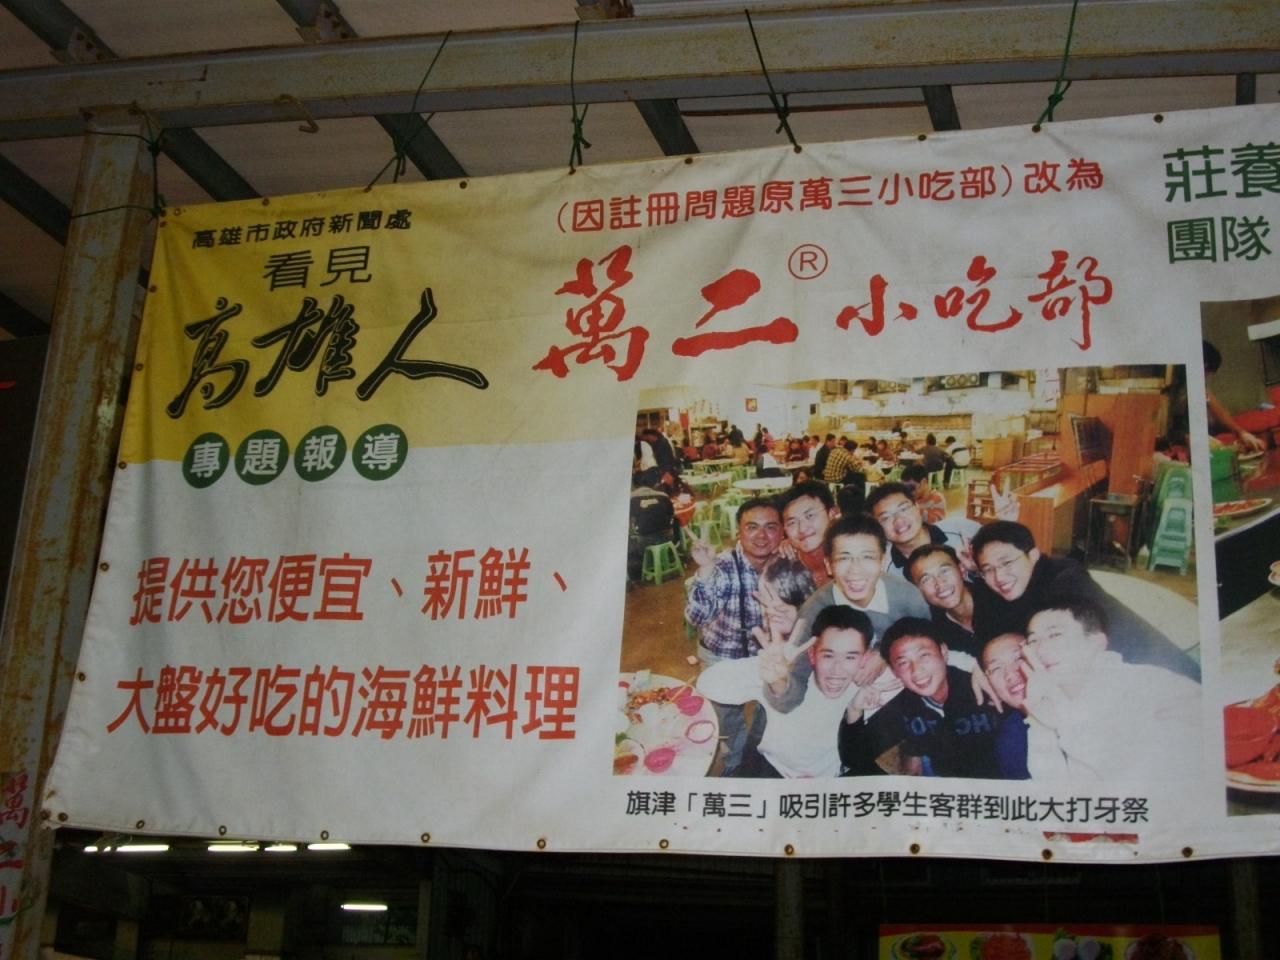 高雄市政府新聞處
看見
高雄人
專題報導
提供您便宜、新鮮、
大盤好吃的海鮮料理
(因註冊問題原萬三小吃部)改為
萬二®小吃部
旗津「萬三」吸引許多學生客群到此大打牙祭
莊養
團隊
萬二小